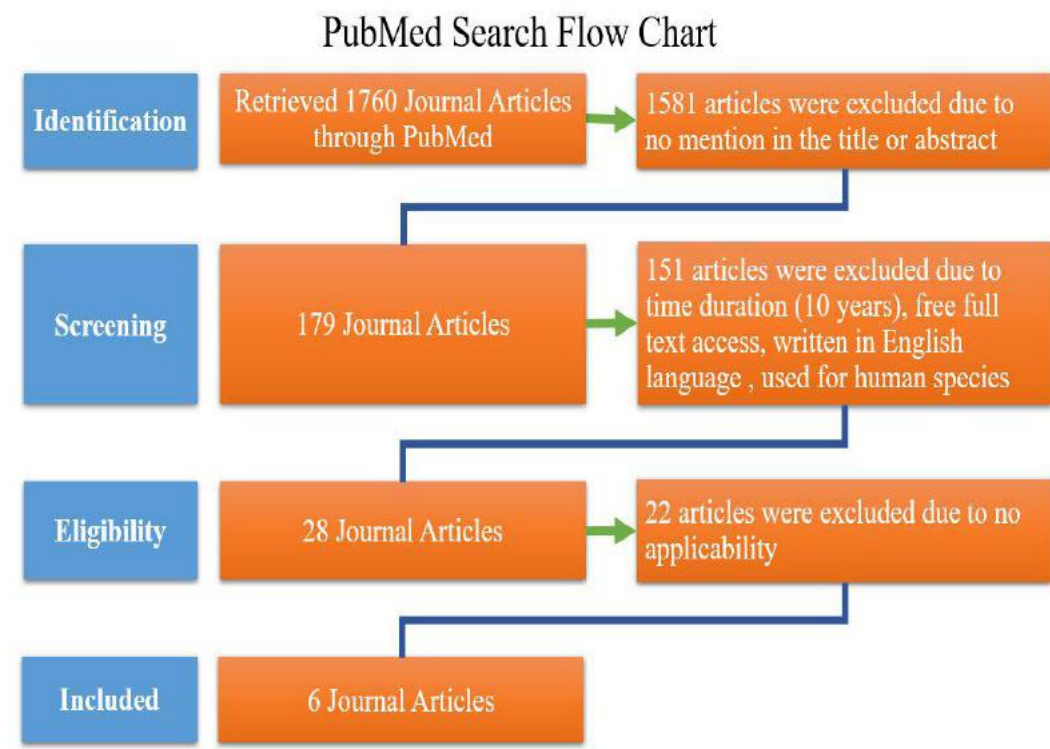 PubMed Search Flow Chart
Identification
Retrieved 1760 Journal Articles
through PubMed
1581 articles were excluded due to
no mention in the title or abstract
Screening
179 Journal Articles
151 articles were excluded due to
time duration (10 years), free full
text access, written in English
language , used for human species
Eligibility
28 Journal Articles
22 articles were excluded due to no
applicability
Included
6 Journal Articles